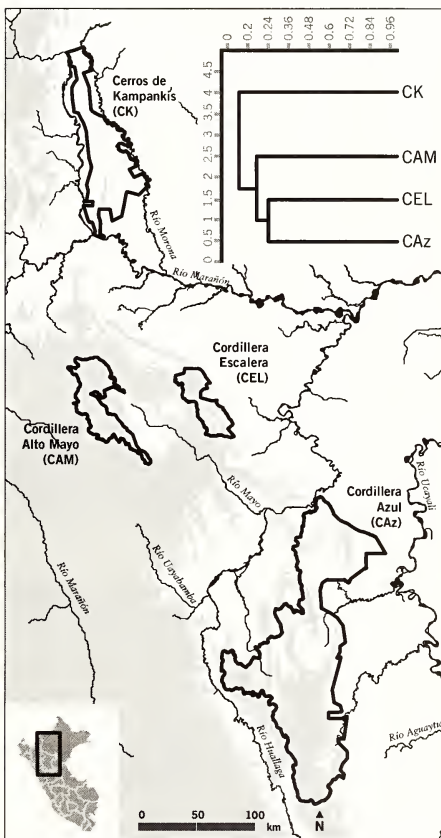 0
0.12
0.24
0.36
0.48
0.6
0.72
0.84
0.96
4.5
4
3.5
3
2.5
2
1.5
1
0.5
0
CK
CAM
CEL
CAz
Cerros de
Kampankis
(CK)
Río Morona
Río Marañón
Cordillera
Escalera
(CEL)
Cordillera
Alto Mayo
(CAM)
Río Mayo
Cordillera
Azul
(CAz)
Río Ucayali
Río Uayabamba
Río Marañón
Río Huallaga
Río Aguaytía
0 50 100
km
N